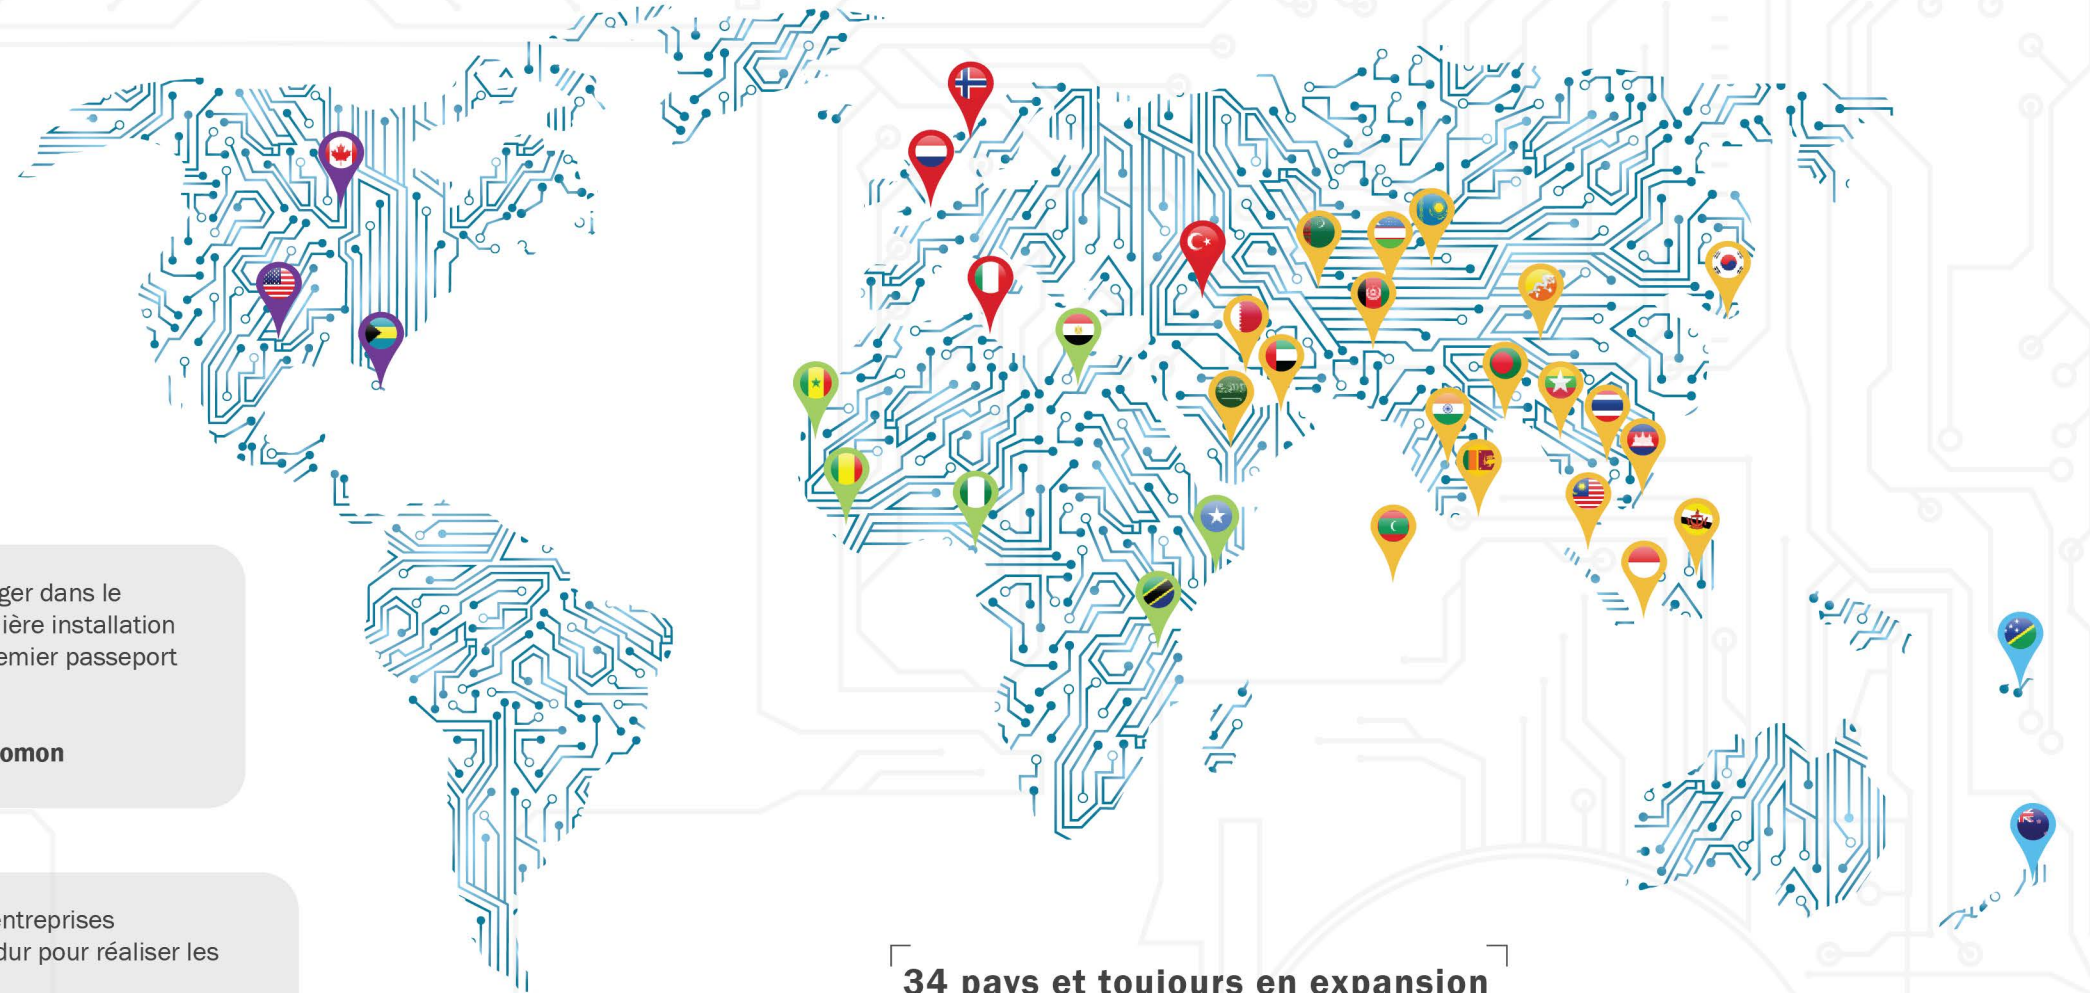 ger dans le
ière installation
emier passeport
omon
entreprises
dur pour réaliser les
34 pays et toujours en expansion